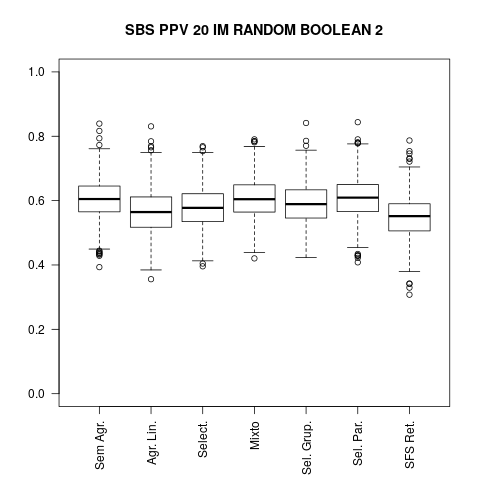 SBS PPV 20 IM RANDOM BOOLEAN 2
1.0
0.8
0.6
0.4
0.2
0.0
Sem Agr.
Agr. Lin.
Select.
Mixto
Sel. Grup.
Sel. Par.
SFS Ret.